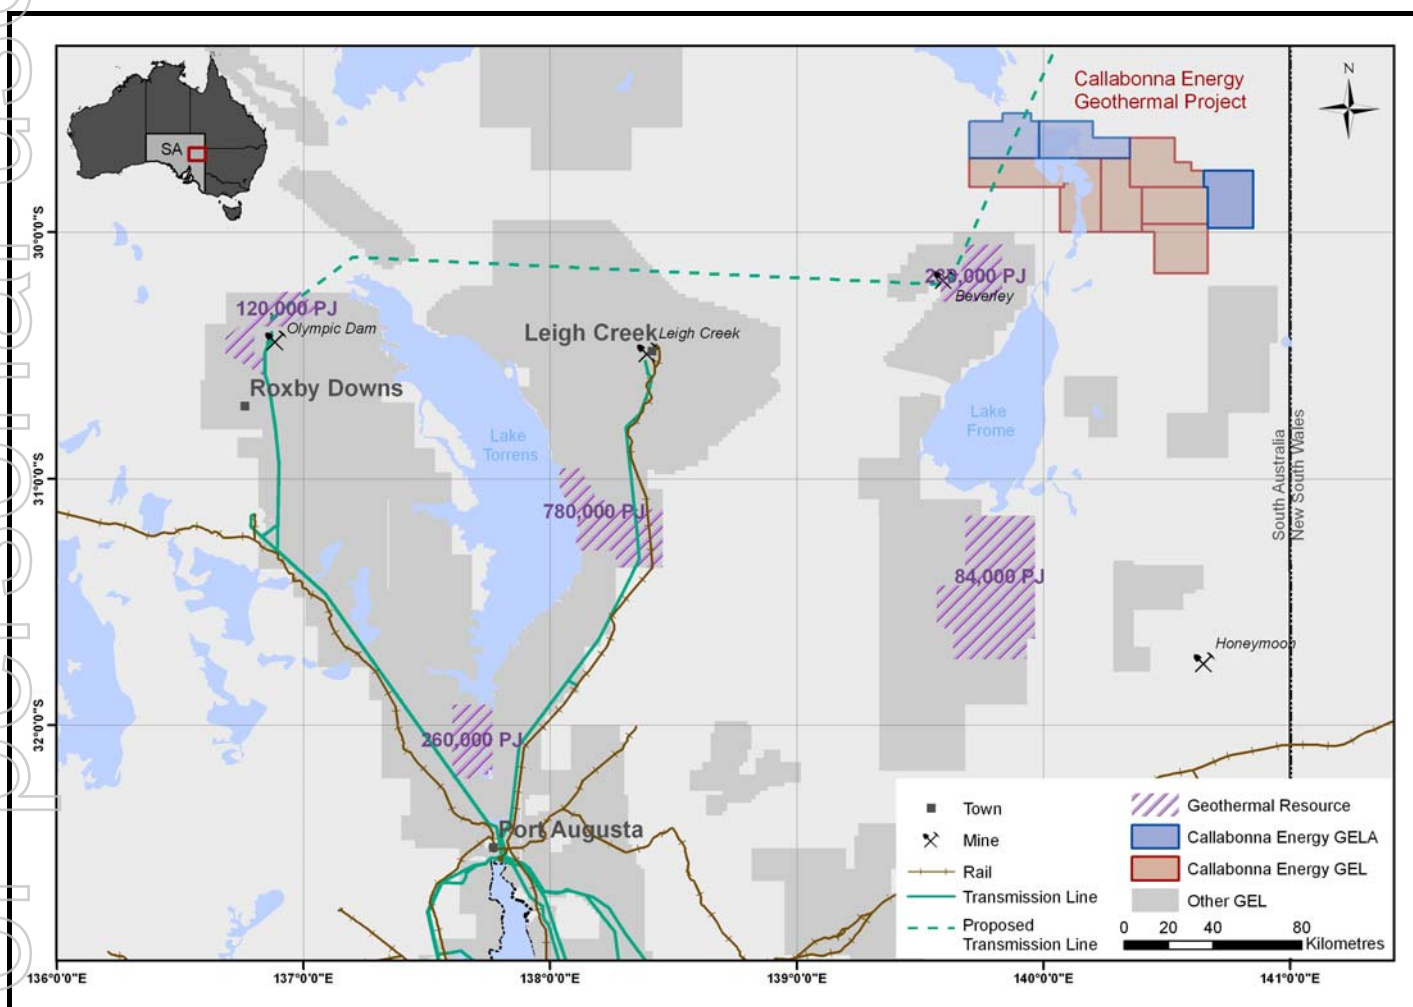 Callabonna Energy
Geothermal Project
N
SA
30°0'0"S
31°0'0"S
32°0'0"S
120,000 PJ
Olympic Dam
Roxby Downs
Leigh Creek
Leigh Creek
000 PJ
Beverley
Lake
Torrens
Lake
Frome
780,000 PJ
84,000 PJ
260,000 PJ
South Australia
New South Wales
Honeymoon
Port Augusta
Town
Mine
Rail
Transmission Line
Proposed
Transmission Line
Geothermal Resource
Callabonna Energy GELA
Callabonna Energy GEL
Other GEL
0 20 40 80
Kilometres
136°0'0"E 137°0'0"E 138°0'0"E 139°0'0"E 140°0'0"E 141°0'0"E